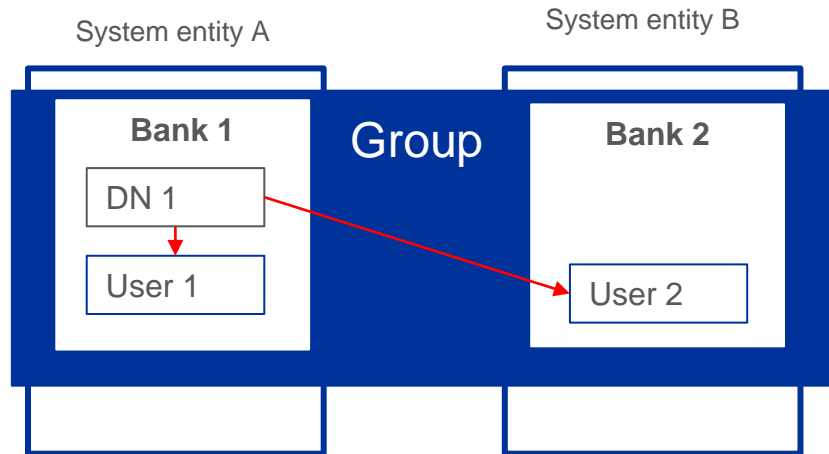 System entity A
System entity B
Bank 1
Group
Bank 2
DN 1
User 1
User 2